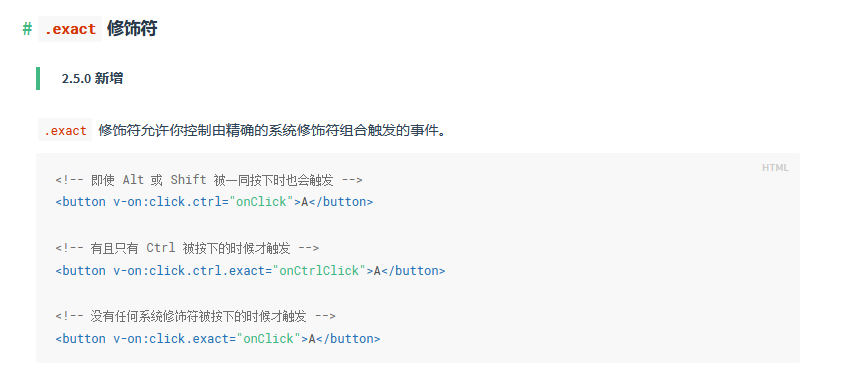 # .exact 修饰符
2.5.0 新增
.exact 修饰符允许你控制由精确的系统修饰符组合触发的事件。
HTML
<!-- 即使 Alt 或 Shift 被一同按下时也会触发 -->
<button v-on:click.ctrl="onClick">A</button>
<!-- 有且只有 Ctrl 被按下的时候才触发 -->
<button v-on:click.ctrl.exact="onCtrlClick">A</button>
<!-- 没有任何系统修饰符被按下的时候才触发 -->
<button v-on:click.exact="onClick">A</button>